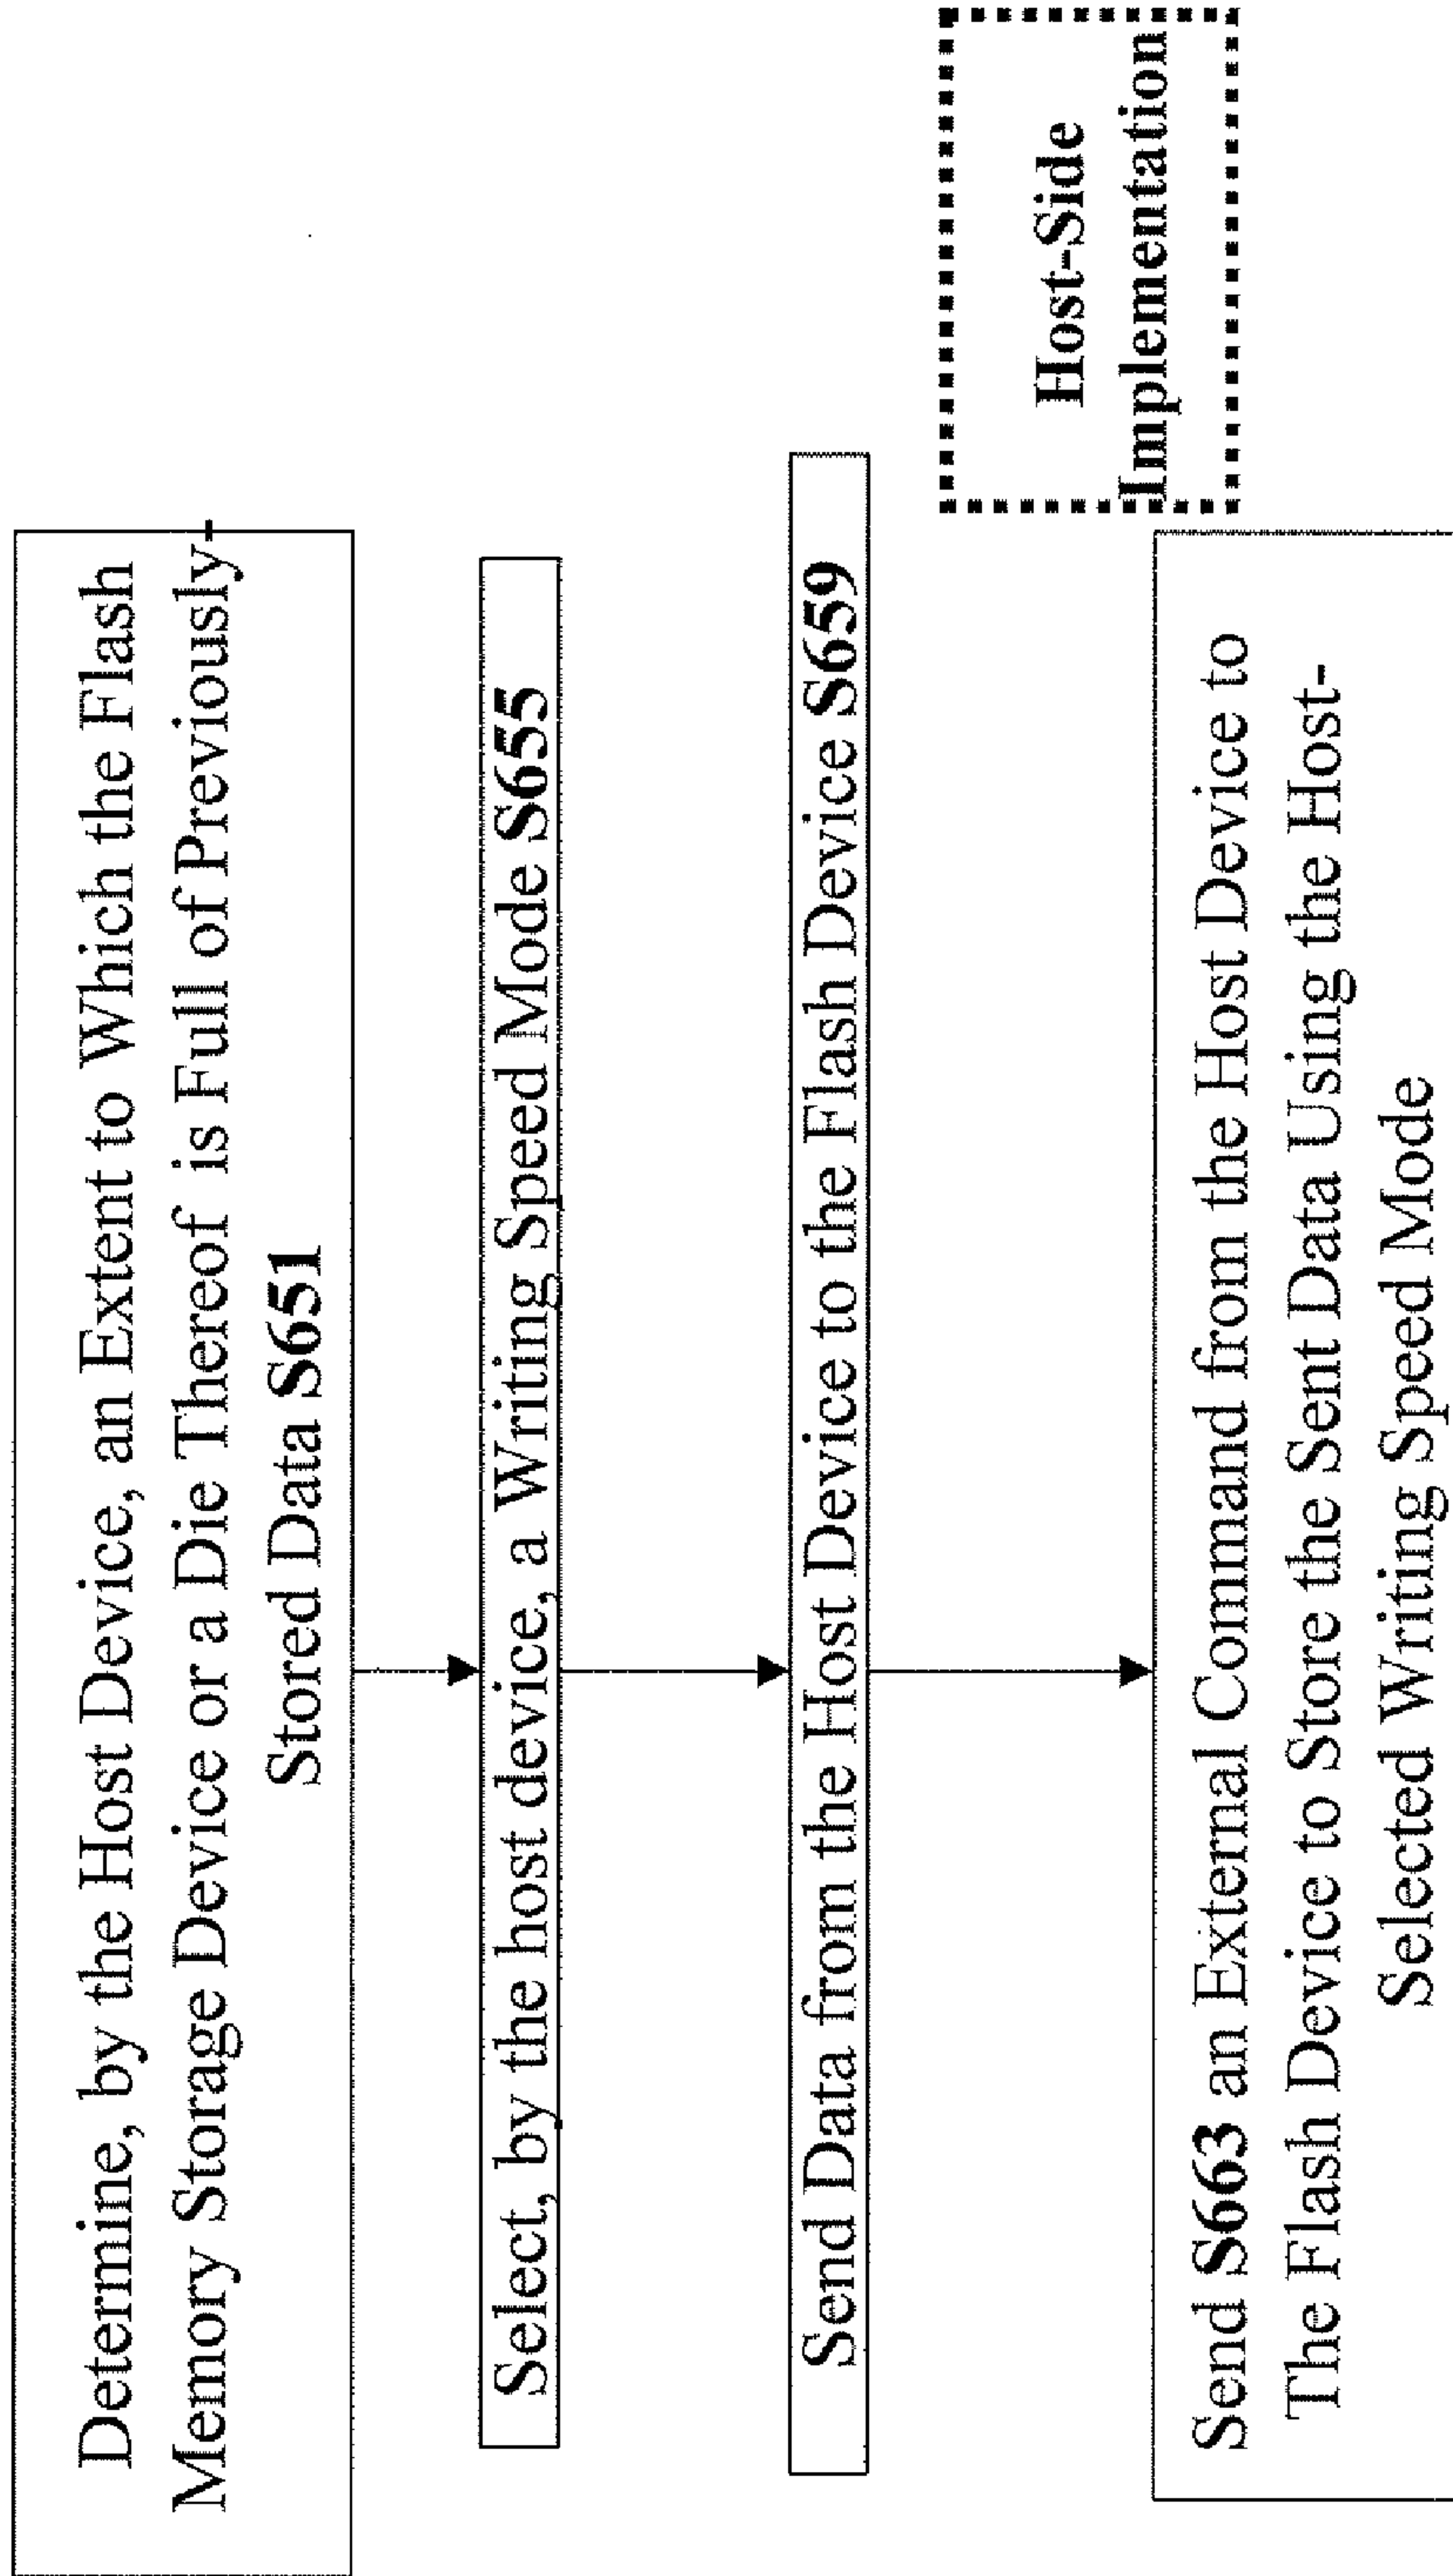 Determine, by the Host Device, an Extent to Which the Flash
Memory Storage Device or a Die Thereof is Full of Previously-
Stored Data S651
Select, by the host device, a Writing Speed Mode S655
Send Data from the Host Device to the Flash Device S659
Host-Side
Implementation
Send S663 an External Command from the Host Device to
The Flash Device to Store the Sent Data Using the Host-
Selected Writing Speed Mode